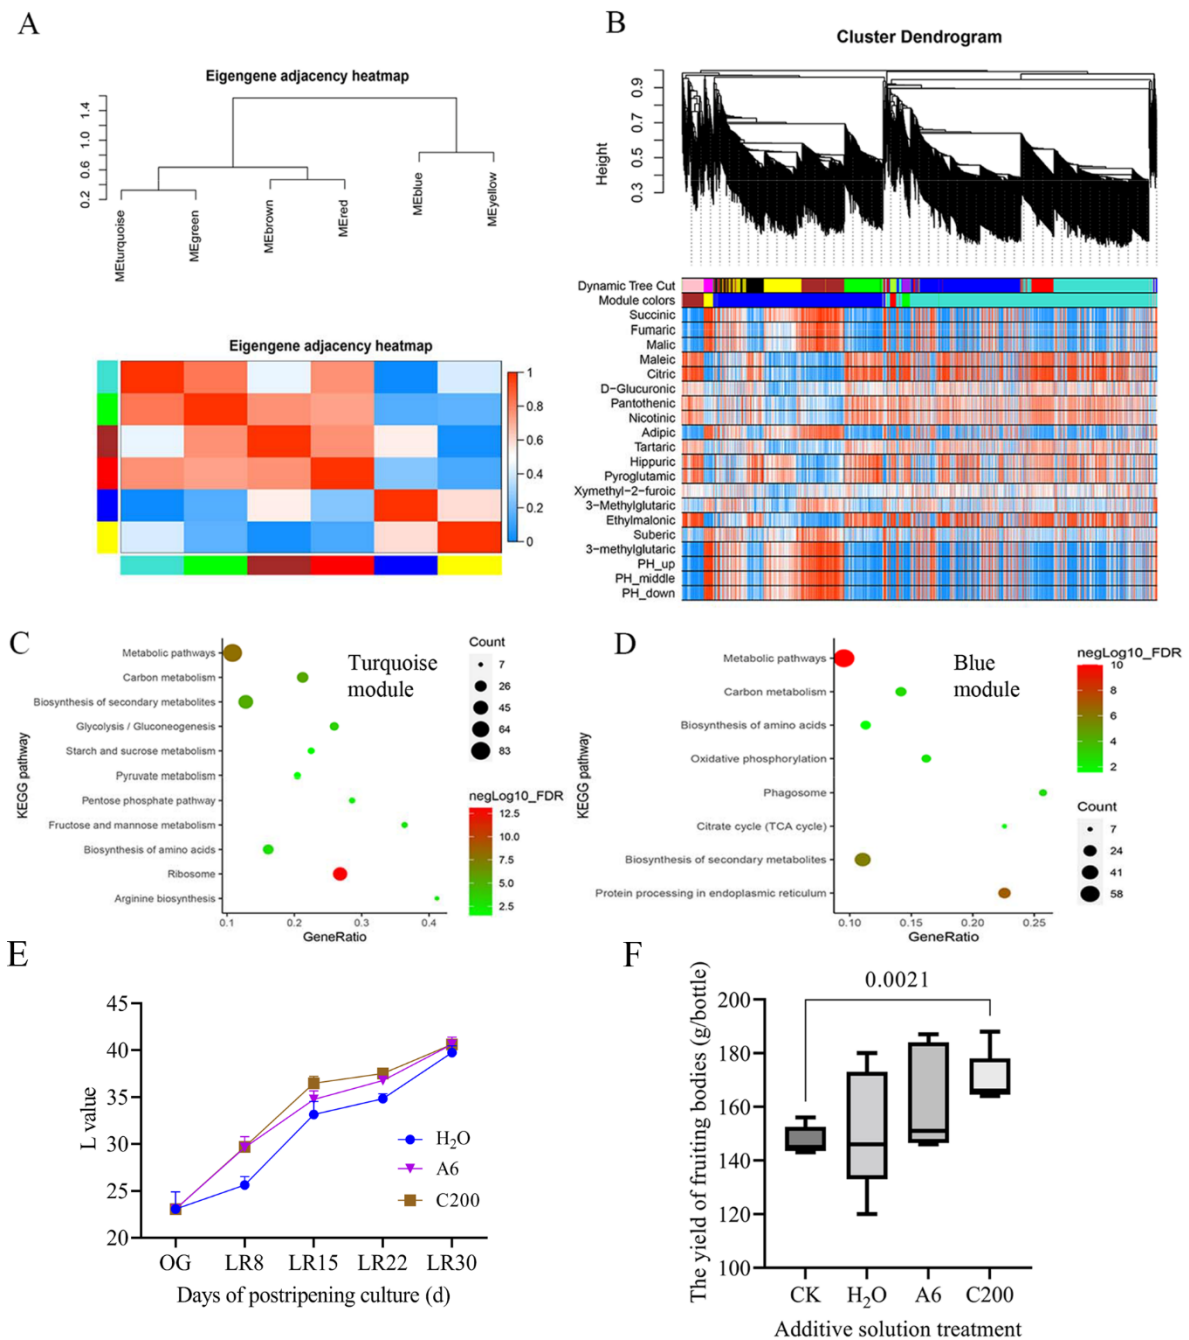 A
Eigengene adjacency heatmap
1.4
1.0
0.6
0.2
MEturquoise
MEgreen
MEbrown
MEred
MEblue
MEyellow
Eigengene adjacency heatmap
1
0.8
0.6
0.4
0.2
0
B
Cluster Dendrogram
Height
0.9
0.7
0.5
0.3
Dynamic Tree Cut
Module colors
Succinic
Fumaric
Malic
Maleic
Citric
D-Glucuronic
Pantothenic
Nicotinic
Adipic
Tartaric
Hippuric
Pyroglutamic
Xymethyl-2-furoic
3-Methylglutaric
Ethylmalonic
Suberic
3-methylglutaric
PH_up
PH_middle
PH_down
C
KEGG pathway
Metabolic pathways
Carbon metabolism
Biosynthesis of secondary metabolites
Glycolysis / Gluconeogenesis
Starch and sucrose metabolism
Pyruvate metabolism
Pentose phosphate pathway
Fructose and mannose metabolism
Biosynthesis of amino acids
Ribosome
Arginine biosynthesis
Turquoise
module
0.1
0.2
0.3
0.4
GeneRatio
Count
7
26
45
64
83
negLog10_FDR
12.5
10.0
7.5
5.0
2.5
D
KEGG pathway
Metabolic pathways
Carbon metabolism
Biosynthesis of amino acids
Oxidative phosphorylation
Phagosome
Citrate cycle (TCA cycle)
Biosynthesis of secondary metabolites
Protein processing in endoplasmic reticulum
Blue
module
0.10
0.15
0.20
0.25
GeneRatio
negLog10_FDR
10
8
6
4
2
Count
7
24
41
58
E
L value
45
40
35
30
25
20
H₂O
A6
C200
OG
LR8
LR15
LR22
LR30
Days of postripening culture (d)
F
The yield of fruiting bodies (g/bottle)
200
180
160
140
120
100
0.0021
CK
H₂O
A6
C200
Additive solution treatment